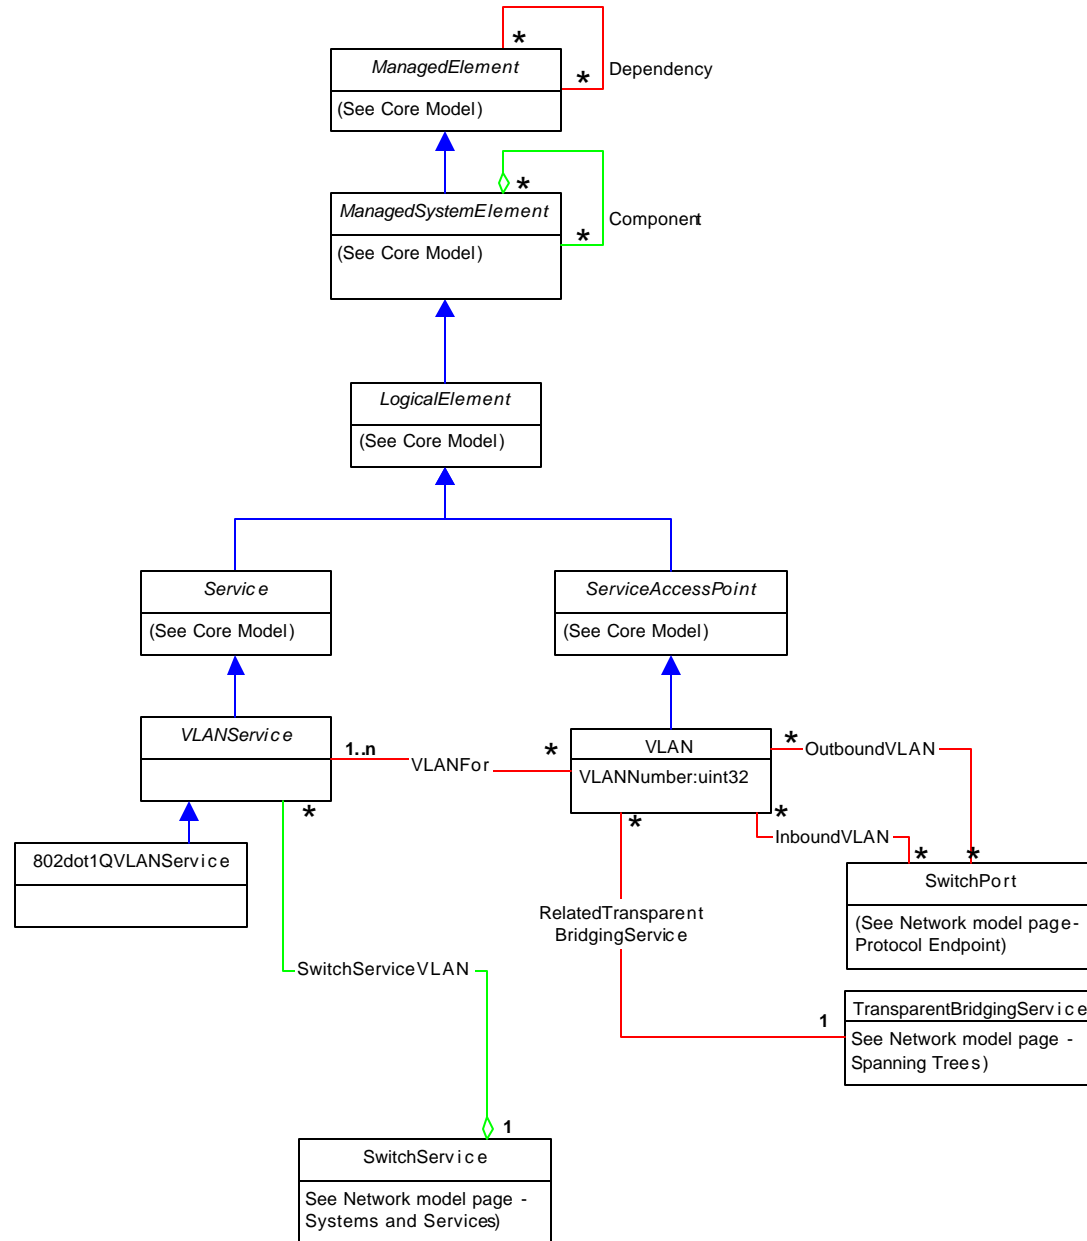 *
ManagedElement
* Dependency
(See Core Model)
*
ManagedSystemElement
Component
*
(See Core Model)
LogicalElement
(See Core Model)
Service
ServiceAccessPoint
(See Core Model)
(See Core Model)
VLANService
1..n
VLANFor
*
VLAN
VLANNumber:uint32
*
OutboundVLAN
*
*
*
InboundVLAN
*
*
802dot1QVLANService
SwitchPort
(See Network model page-
Protocol Endpoint)
RelatedTransparent
BridgingService
SwitchServiceVLAN
1
TransparentBridgingService
See Network model page -
Spanning Trees)
1
SwitchService
See Network model page -
Systems and Services)